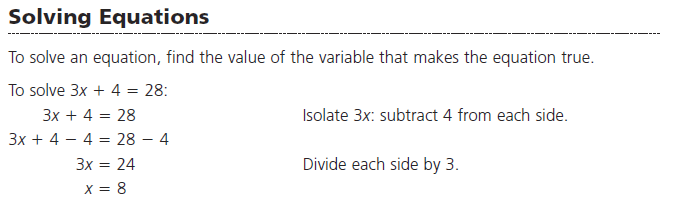 Solving Equations
To solve an equation, find the value of the variable that makes the equation true.
To solve 3x + 4 = 28:
3x + 4 = 28 Isolate 3x: subtract 4 from each side.
3x + 4 − 4 = 28 − 4
3x = 24 Divide each side by 3.
x = 8